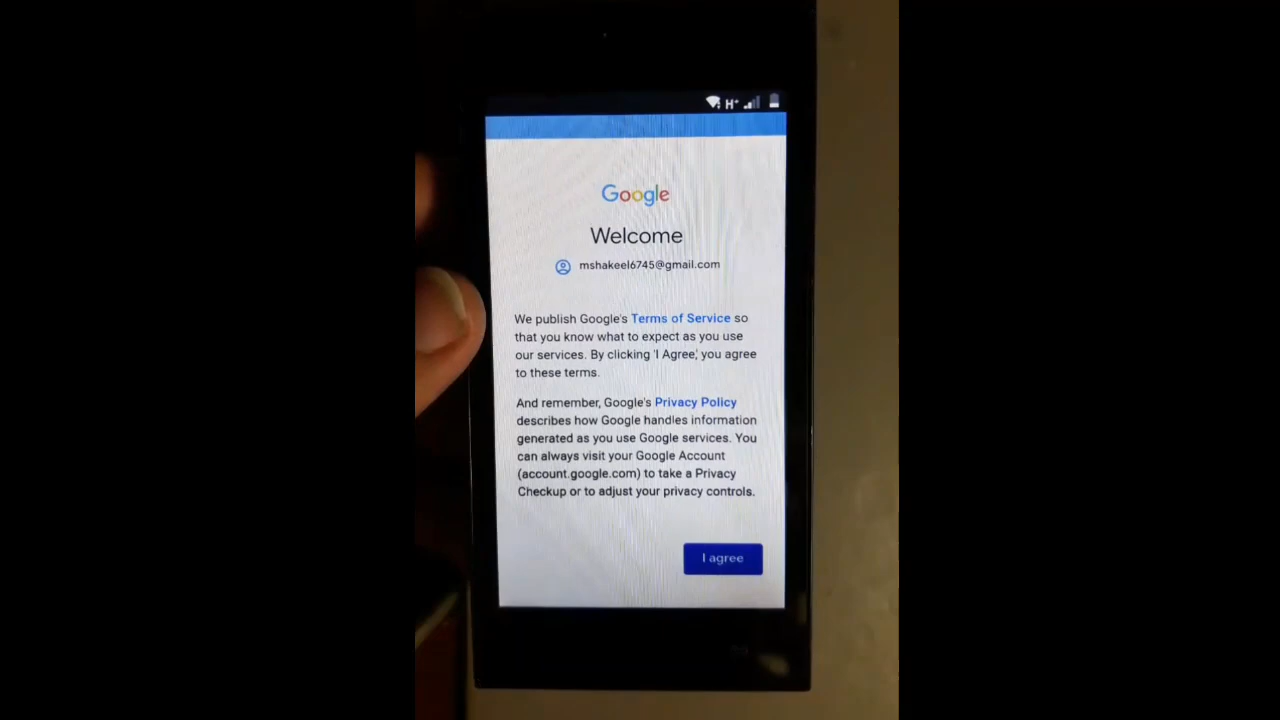 H+
Google
Welcome
mshakeel6745@gmail.com
We publish Google's Terms of Service so
that you know what to expect as you use
our services. By clicking 'I Agree,' you agree
to these terms.
And remember, Google's Privacy Policy
describes how Google handles information
generated as you use Google services. You
can always visit your Google Account
(account.google.com) to take a Privacy
Checkup or to adjust your privacy controls.
I agree